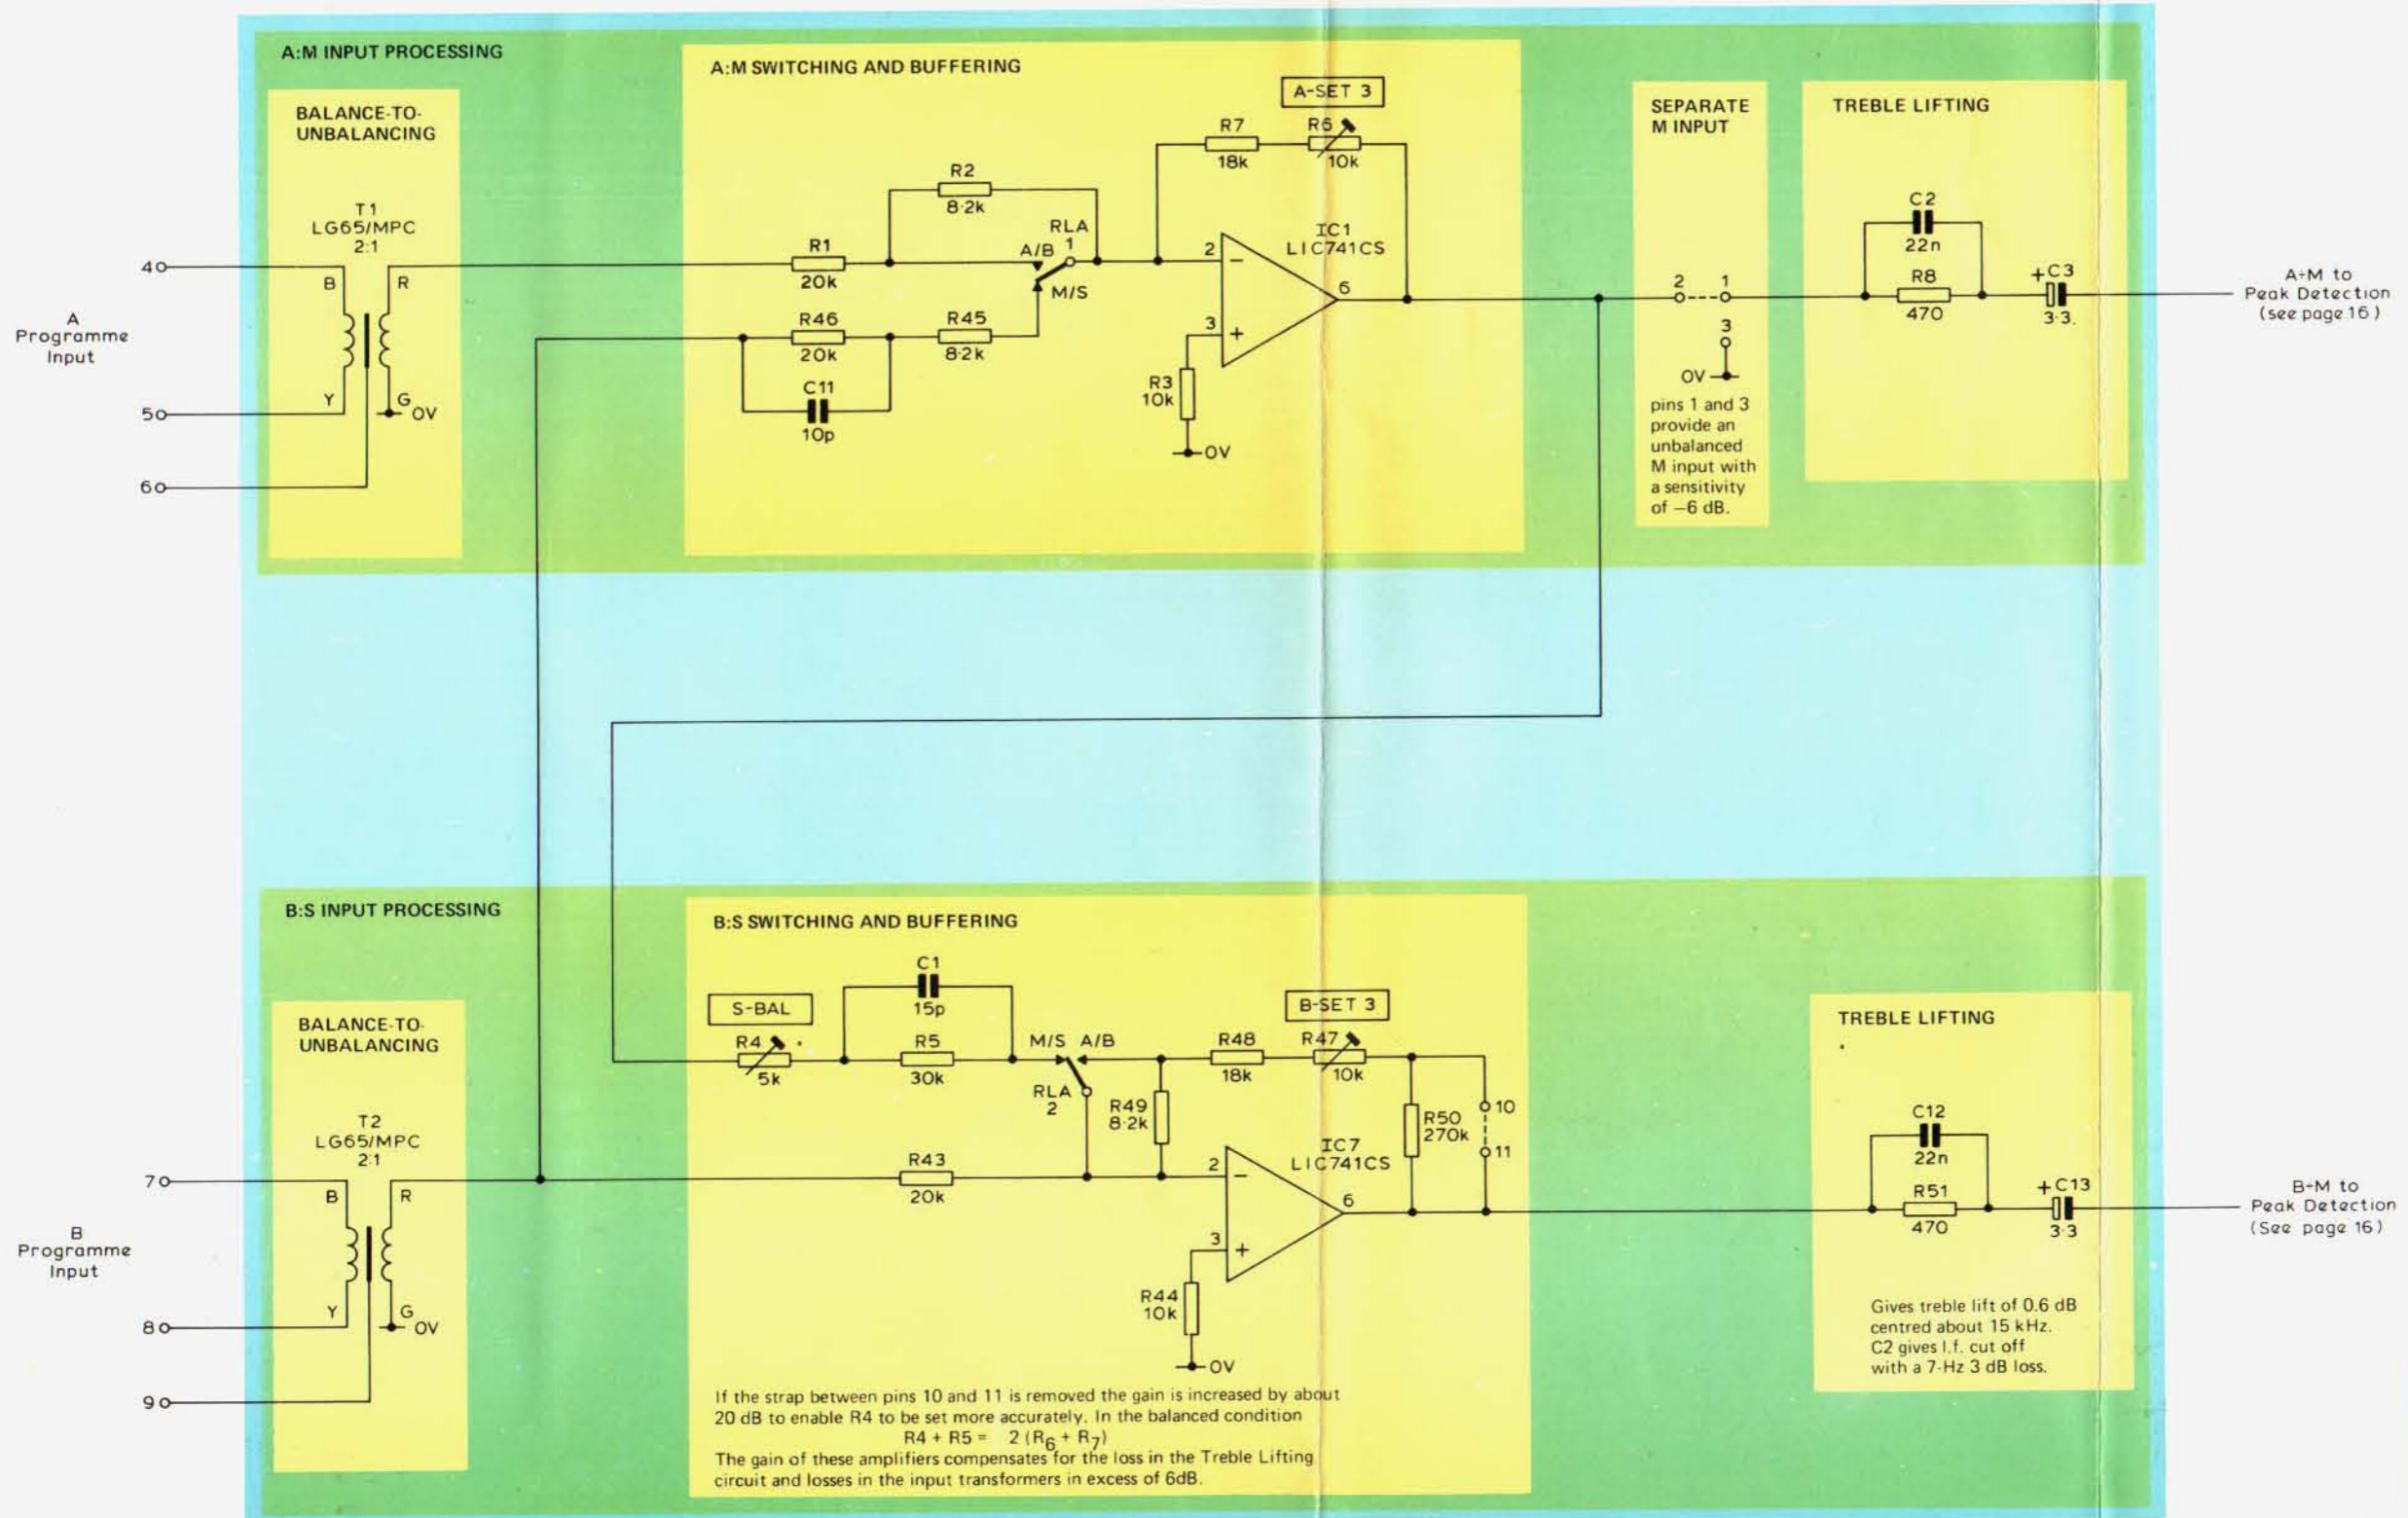 A:M INPUT PROCESSING
BALANCE-TO-
UNBALANCING
T1
LG65/MPC
2:1
4
B
R
A
Programme
Input
Y
G
0V
5
6
A:M SWITCHING AND BUFFERING
A-SET 3
R7
18k
R6
10k
R2
8·2k
RLA
1
A/B
M/S
R1
20k
R46
20k
R45
8·2k
C11
10p
IC1
LIC741CS
2
−
6
3
+
R3
10k
0V
SEPARATE
M INPUT
2
1
3
0V
pins 1 and 3
provide an
unbalanced
M input with
a sensitivity
of −6 dB.
TREBLE LIFTING
C2
22n
R8
470
+C3
3·3.
A÷M to
Peak Detection
(see page 16)
B:S INPUT PROCESSING
BALANCE-TO-
UNBALANCING
T2
LG65/MPC
2:1
7
B
R
B
Programme
Input
Y
G
0V
8
9
B:S SWITCHING AND BUFFERING
S-BAL
R4
5k
C1
15p
R5
30k
M/S A/B
RLA
2
B-SET 3
R48
18k
R47
10k
R49
8·2k
R50
270k
10
11
R43
20k
IC7
LIC741CS
2
−
6
3
+
R44
10k
0V
If the strap between pins 10 and 11 is removed the gain is increased by about
20 dB to enable R4 to be set more accurately. In the balanced condition
R4 + R5 = 2 (R6 + R7)
The gain of these amplifiers compensates for the loss in the Treble Lifting
circuit and losses in the input transformers in excess of 6dB.
TREBLE LIFTING
C12
22n
R51
470
+C13
3·3
B÷M to
Peak Detection
(See page 16)
Gives treble lift of 0.6 dB
centred about 15 kHz.
C2 gives l.f. cut off
with a 7-Hz 3 dB loss.